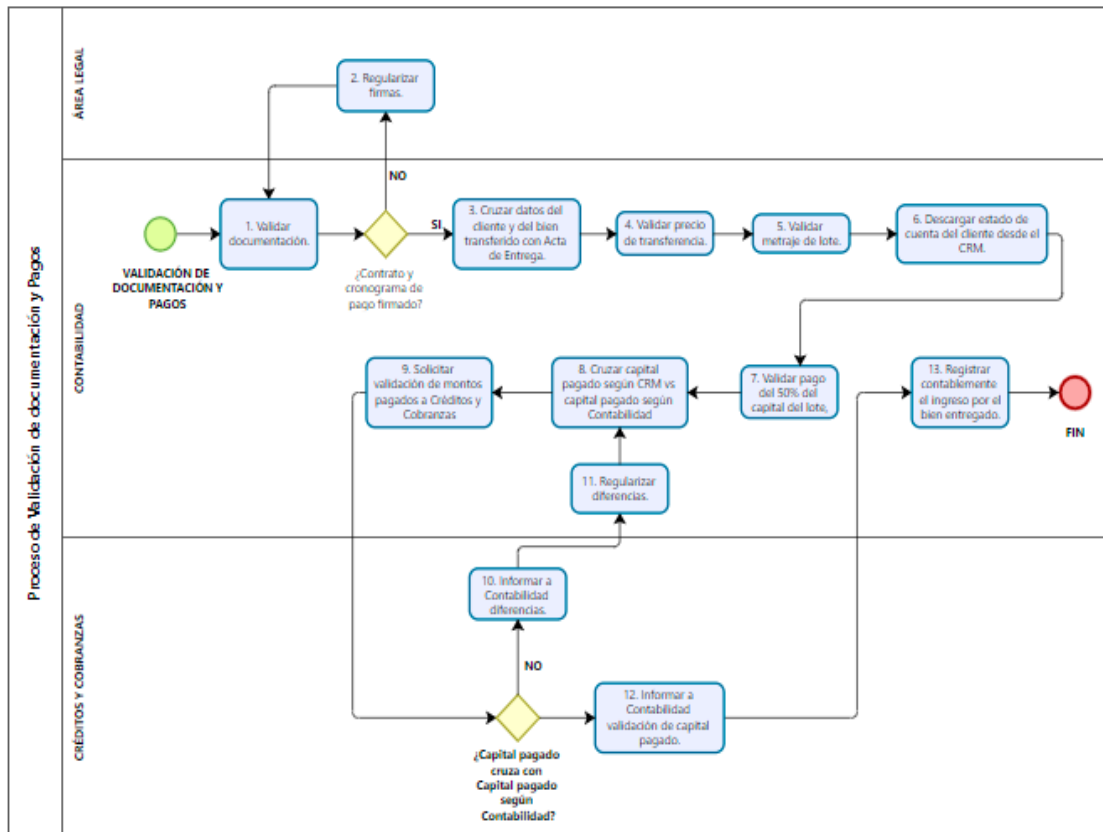 Proceso de Validación de documentación y Pagos
ÁREA LEGAL
2. Regularizar
firmas.
NO
CONTABILIDAD
VALIDACIÓN DE
DOCUMENTACIÓN Y
PAGOS
1. Validar
documentación.
¿Contrato y
cronograma de
pago firmado?
SI
3. Cruzar datos del
cliente y del bien
transferido con Acta
de Entrega.
4. Validar precio
de transferencia.
5. Validar
metraje de lote.
6. Descargar estado de
cuenta del cliente desde el
CRM.
9. Solicitar
validación de montos
pagados a Créditos y
Cobranzas
8. Cruzar capital
pagado según CRM vs
capital pagado según
Contabilidad
7. Validar pago
del 50% del
capital del lote,
13. Registrar
contablemente
el ingreso por el
bien entregado.
FIN
11. Regularizar
diferencias.
CRÉDITOS Y COBRANZAS
10. Informar a
Contabilidad
diferencias.
NO
12. Informar a
Contabilidad
validación de capital
pagado.
¿Capital pagado
cruza con
Capital pagado
según
Contabilidad?